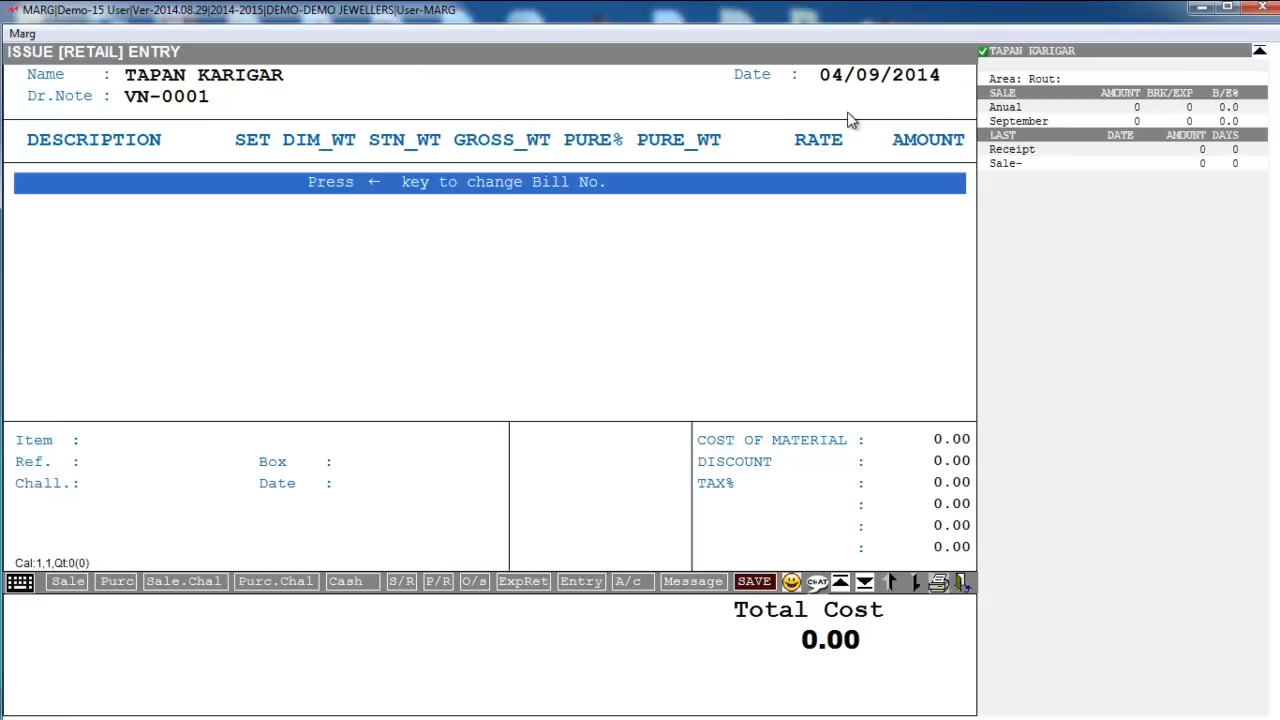 MARG|Demo-15 User|Ver-2014.08.29|2014-2015|DEMO-DEMO JEWELLERS|User-MARG
Marg
ISSUE [RETAIL] ENTRY
Name : TAPAN KARIGAR Date : 04/09/2014
Dr.Note : VN-0001
DESCRIPTION SET DIM_WT STN_WT GROSS_WT PURE% PURE_WT RATE AMOUNT
Press ← key to change Bill No.
Item :
Ref. : Box :
Chall.: Date :
Cal:1,1,Qt:0(0)
COST OF MATERIAL : 0.00
DISCOUNT : 0.00
TAX% : 0.00
: 0.00
: 0.00
: 0.00
Sale Purc Sale.Chal Purc.Chal Cash S/R P/R O/s ExpRet Entry A/c Message SAVE CHAT
Total Cost
0.00
TAPAN KARIGAR
Area: Rout:
SALE AMOUNT BRK/EXP B/E%
Anual 0 0 0.0
September 0 0 0.0
LAST DATE AMOUNT DAYS
Receipt 0 0
Sale- 0 0